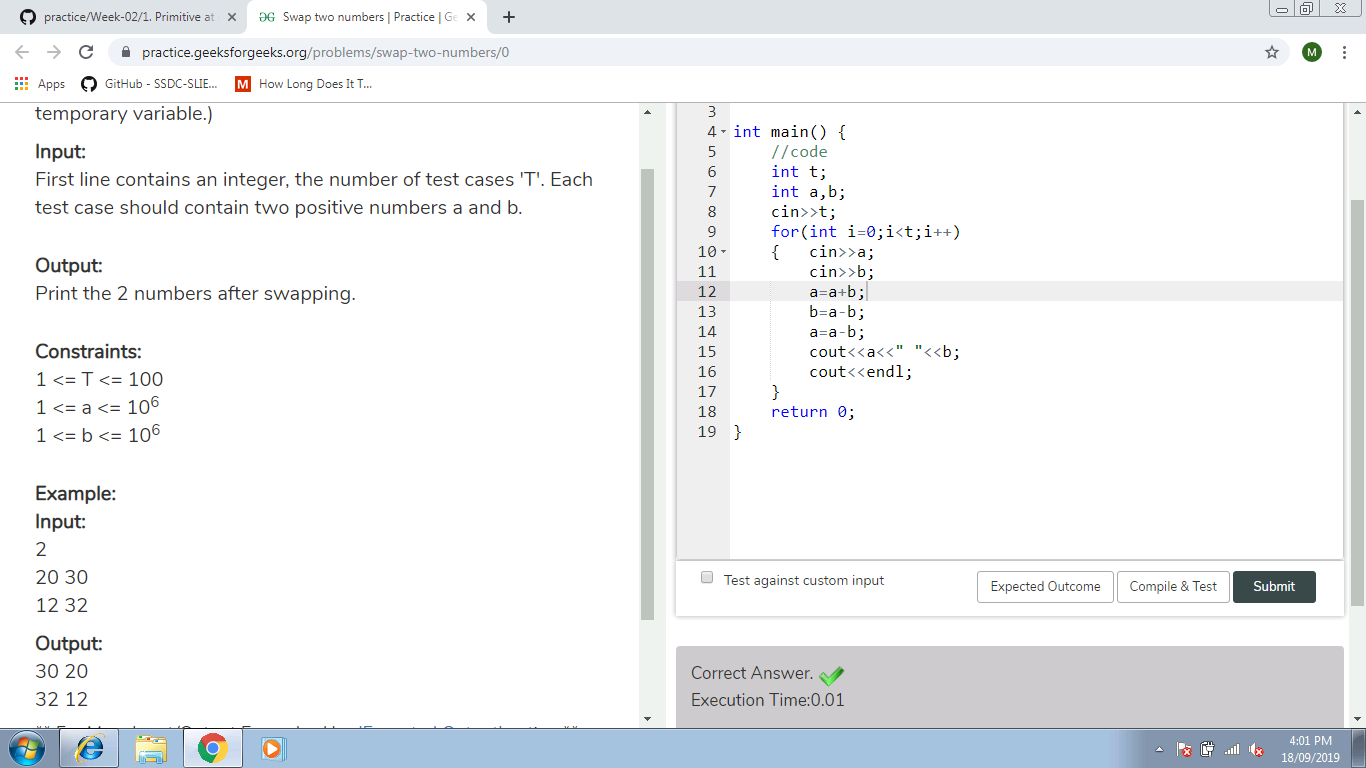 practice/Week-02/1. Primitive at
Swap two numbers | Practice | Ge
practice.geeksforgeeks.org/problems/swap-two-numbers/0
M
Apps
GitHub - SSDC-SLIE...
M
How Long Does It T...
temporary variable.)
Input:
First line contains an integer, the number of test cases 'T'. Each
test case should contain two positive numbers a and b.
Output:
Print the 2 numbers after swapping.
Constraints:
1 <= T <= 100
1 <= a <= 10⁶
1 <= b <= 10⁶
Example:
Input:
2
20 30
12 32
Output:
30 20
32 12
3
4 int main() {
5 //code
6 int t;
7 int a,b;
8 cin>>t;
9 for(int i=0;i<t;i++)
10 { cin>>a;
11 cin>>b;
12 a=a+b;
13 b=a-b;
14 a=a-b;
15 cout<<a<<" "<<b;
16 cout<<endl;
17 }
18 return 0;
19 }
Test against custom input
Expected Outcome
Compile & Test
Submit
Correct Answer.
Execution Time:0.01
4:01 PM
18/09/2019